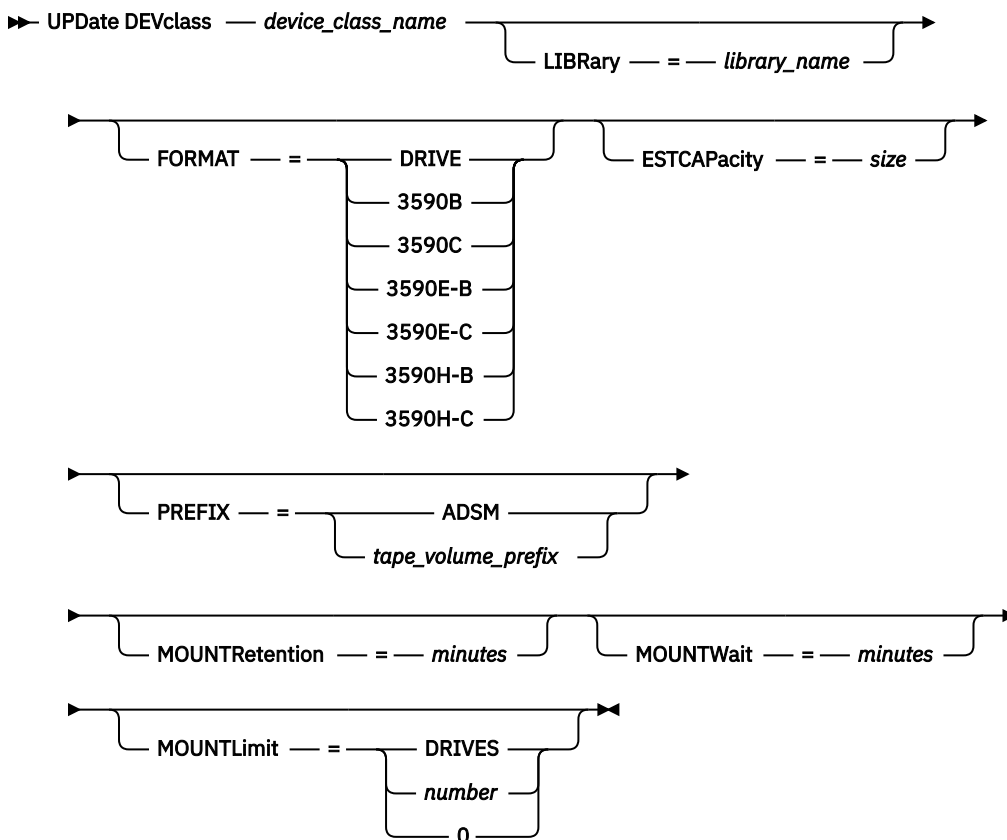 UPDate DEVclass device_class_name
LIBRary = library_name
FORMAT = DRIVE
3590B
3590C
3590E-B
3590E-C
3590H-B
3590H-C
ESTCAPacity = size
PREFIX = ADSM
tape_volume_prefix
MOUNTRetention = minutes
MOUNTWait = minutes
MOUNTLimit = DRIVES
number
0